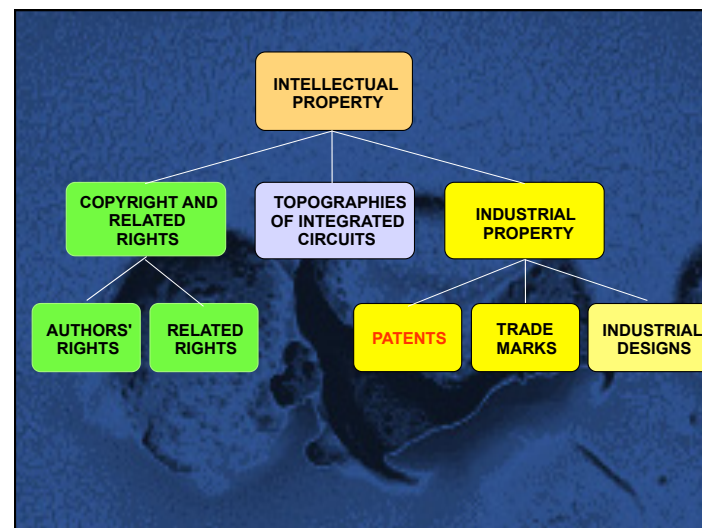 INTELLECTUAL
PROPERTY
COPYRIGHT AND
RELATED
RIGHTS
TOPOGRAPHIES
OF INTEGRATED
CIRCUITS
INDUSTRIAL
PROPERTY
AUTHORS'
RIGHTS
RELATED
RIGHTS
PATENTS
TRADE
MARKS
INDUSTRIAL
DESIGNS